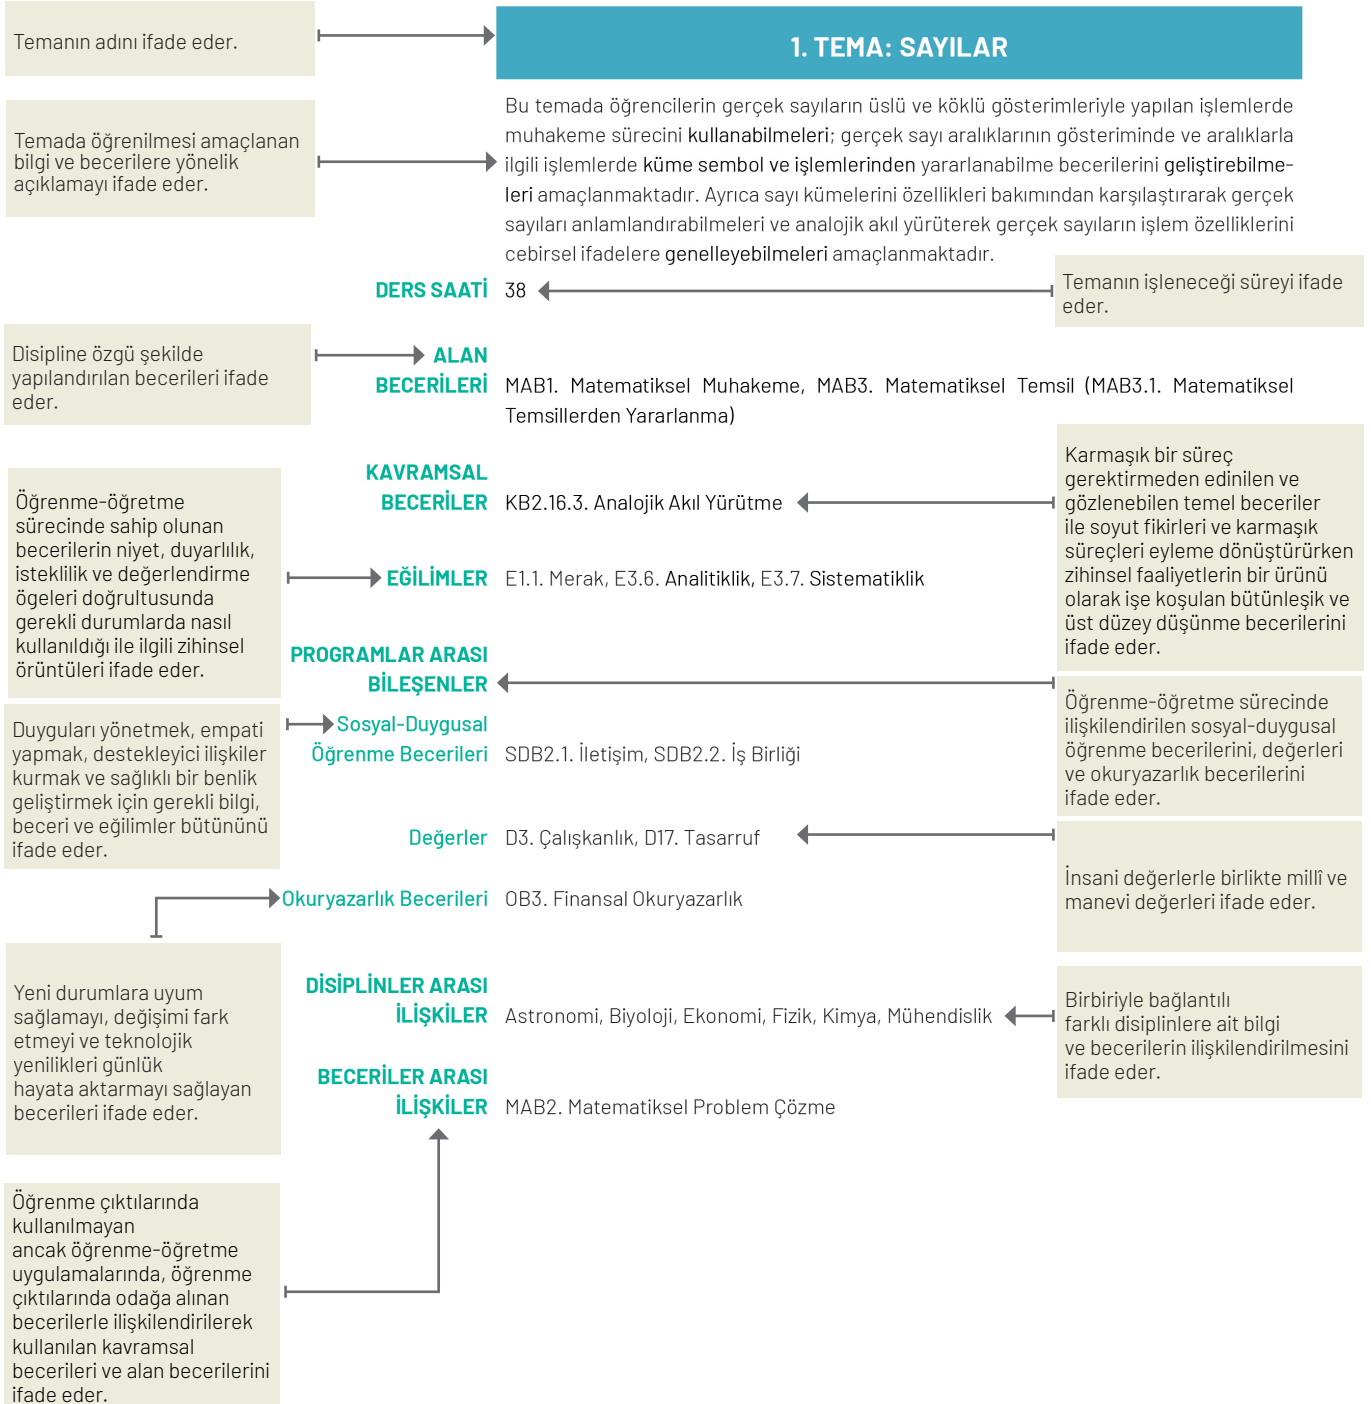 Temanın adını ifade eder.
1. TEMA: SAYILAR
Temada öğrenilmesi amaçlanan
bilgi ve becerilere yönelik
açıklamayı ifade eder.
Bu temada öğrencilerin gerçek sayıların üslü ve köklü gösterimleriyle yapılan işlemlerde
muhakeme sürecini kullanabilmeleri; gerçek sayı aralıklarının gösteriminde ve aralıklarla
ilgili işlemlerde küme sembol ve işlemlerinden yararlanabilme becerilerini geliştirebilme-
leri amaçlanmaktadır. Ayrıca sayı kümelerini özellikleri bakımından karşılaştırarak gerçek
sayıları anlamlandırabilmeleri ve analojik akıl yürüterek gerçek sayıların işlem özelliklerini
cebirsel ifadelere genelleyebilmeleri amaçlanmaktadır.
DERS SAATİ 38
Temanın işleneceği süreyi ifade
eder.
Disipline özgü şekilde
yapılandırılan becerileri ifade
eder.
ALAN
BECERİLERİ MAB1. Matematiksel Muhakeme, MAB3. Matematiksel Temsil (MAB3.1. Matematiksel
Temsillerden Yararlanma)
KAVRAMSAL
BECERİLER KB2.16.3. Analojik Akıl Yürütme
Karmaşık bir süreç
gerektirmeden edinilen ve
gözlenebilen temel beceriler
ile soyut fikirleri ve karmaşık
süreçleri eyleme dönüştürürken
zihinsel faaliyetlerin bir ürünü
olarak işe koşulan bütünleşik ve
üst düzey düşünme becerilerini
ifade eder.
Öğrenme-öğretme
sürecinde sahip olunan
becerilerin niyet, duyarlılık,
isteklilik ve değerlendirme
ögeleri doğrultusunda
gerekli durumlarda nasıl
kullanıldığı ile ilgili zihinsel
örüntüleri ifade eder.
EĞİLİMLER E1.1. Merak, E3.6. Analitiklik, E3.7. Sistematiklik
PROGRAMLAR ARASI
BİLEŞENLER
Öğrenme-öğretme sürecinde
ilişkilendirilen sosyal-duygusal
öğrenme becerilerini, değerleri
ve okuryazarlık becerilerini
ifade eder.
Duyguları yönetmek, empati
yapmak, destekleyici ilişkiler
kurmak ve sağlıklı bir benlik
geliştirmek için gerekli bilgi,
beceri ve eğilimler bütününü
ifade eder.
Sosyal-Duygusal
Öğrenme Becerileri SDB2.1. İletişim, SDB2.2. İş Birliği
Değerler D3. Çalışkanlık, D17. Tasarruf
İnsani değerlerle birlikte millî ve
manevi değerleri ifade eder.
Okuryazarlık Becerileri OB3. Finansal Okuryazarlık
Yeni durumlara uyum
sağlamayı, değişimi fark
etmeyi ve teknolojik
yenilikleri günlük
hayata aktarmayı sağlayan
becerileri ifade eder.
DİSİPLİNLER ARASI
İLİŞKİLER Astronomi, Biyoloji, Ekonomi, Fizik, Kimya, Mühendislik
Birbiriyle bağlantılı
farklı disiplinlere ait bilgi
ve becerilerin ilişkilendirilmesini
ifade eder.
BECERİLER ARASI
İLİŞKİLER MAB2. Matematiksel Problem Çözme
Öğrenme çıktılarında
kullanılmayan
ancak öğrenme-öğretme
uygulamalarında, öğrenme
çıktılarında odağa alınan
becerilerle ilişkilendirilerek
kullanılan kavramsal
becerileri ve alan becerilerini
ifade eder.